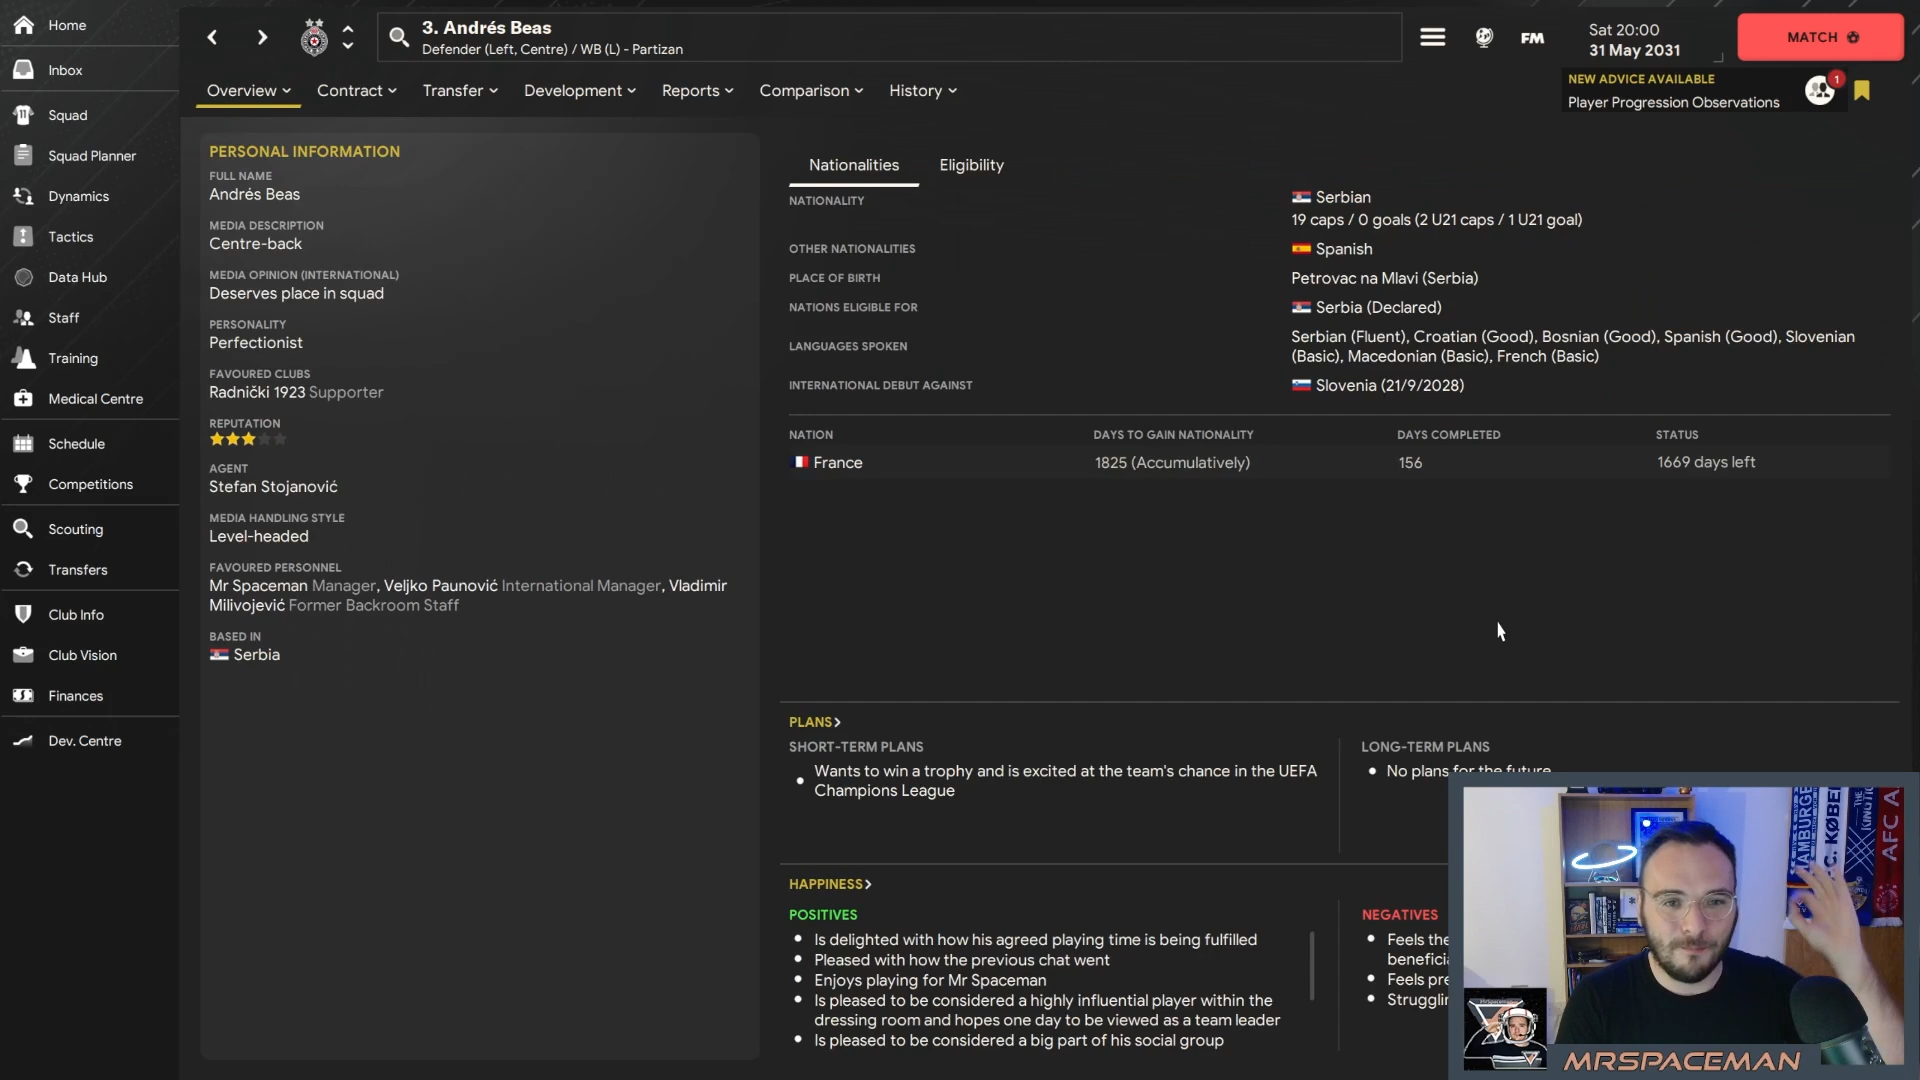 Home
Inbox
Squad
Squad Planner
Dynamics
Tactics
Data Hub
Staff
Training
Medical Centre
Schedule
Competitions
Scouting
Transfers
Club Info
Club Vision
Finances
Dev. Centre
3. Andrés Beas
Defender (Left, Centre) / WB (L) - Partizan
FM
Sat 20:00
31 May 2031
MATCH
Overview
Contract
Transfer
Development
Reports
Comparison
History
NEW ADVICE AVAILABLE
Player Progression Observations
1
PERSONAL INFORMATION
FULL NAME
Andrés Beas
MEDIA DESCRIPTION
Centre-back
MEDIA OPINION (INTERNATIONAL)
Deserves place in squad
PERSONALITY
Perfectionist
FAVOURED CLUBS
Radnički 1923 Supporter
REPUTATION
AGENT
Stefan Stojanović
MEDIA HANDLING STYLE
Level-headed
FAVOURED PERSONNEL
Mr Spaceman Manager, Veljko Paunović International Manager, Vladimir
Milivojević Former Backroom Staff
BASED IN
Serbia
Nationalities
Eligibility
NATIONALITY
Serbian
19 caps / 0 goals (2 U21 caps / 1 U21 goal)
OTHER NATIONALITIES
Spanish
PLACE OF BIRTH
Petrovac na Mlavi (Serbia)
NATIONS ELIGIBLE FOR
Serbia (Declared)
LANGUAGES SPOKEN
Serbian (Fluent), Croatian (Good), Bosnian (Good), Spanish (Good), Slovenian
(Basic), Macedonian (Basic), French (Basic)
INTERNATIONAL DEBUT AGAINST
Slovenia (21/9/2028)
NATION DAYS TO GAIN NATIONALITY DAYS COMPLETED STATUS
France 1825 (Accumulatively) 156 1669 days left
PLANS
SHORT-TERM PLANS
Wants to win a trophy and is excited at the team's chance in the UEFA
Champions League
LONG-TERM PLANS
No plans for the future
HAPPINESS
POSITIVES
Is delighted with how his agreed playing time is being fulfilled
Pleased with how the previous chat went
Enjoys playing for Mr Spaceman
Is pleased to be considered a highly influential player within the
dressing room and hopes one day to be viewed as a team leader
Is pleased to be considered a big part of his social group
NEGATIVES
Feels the
Feels
HAMBURG
AFC A
MRSPACEMAN